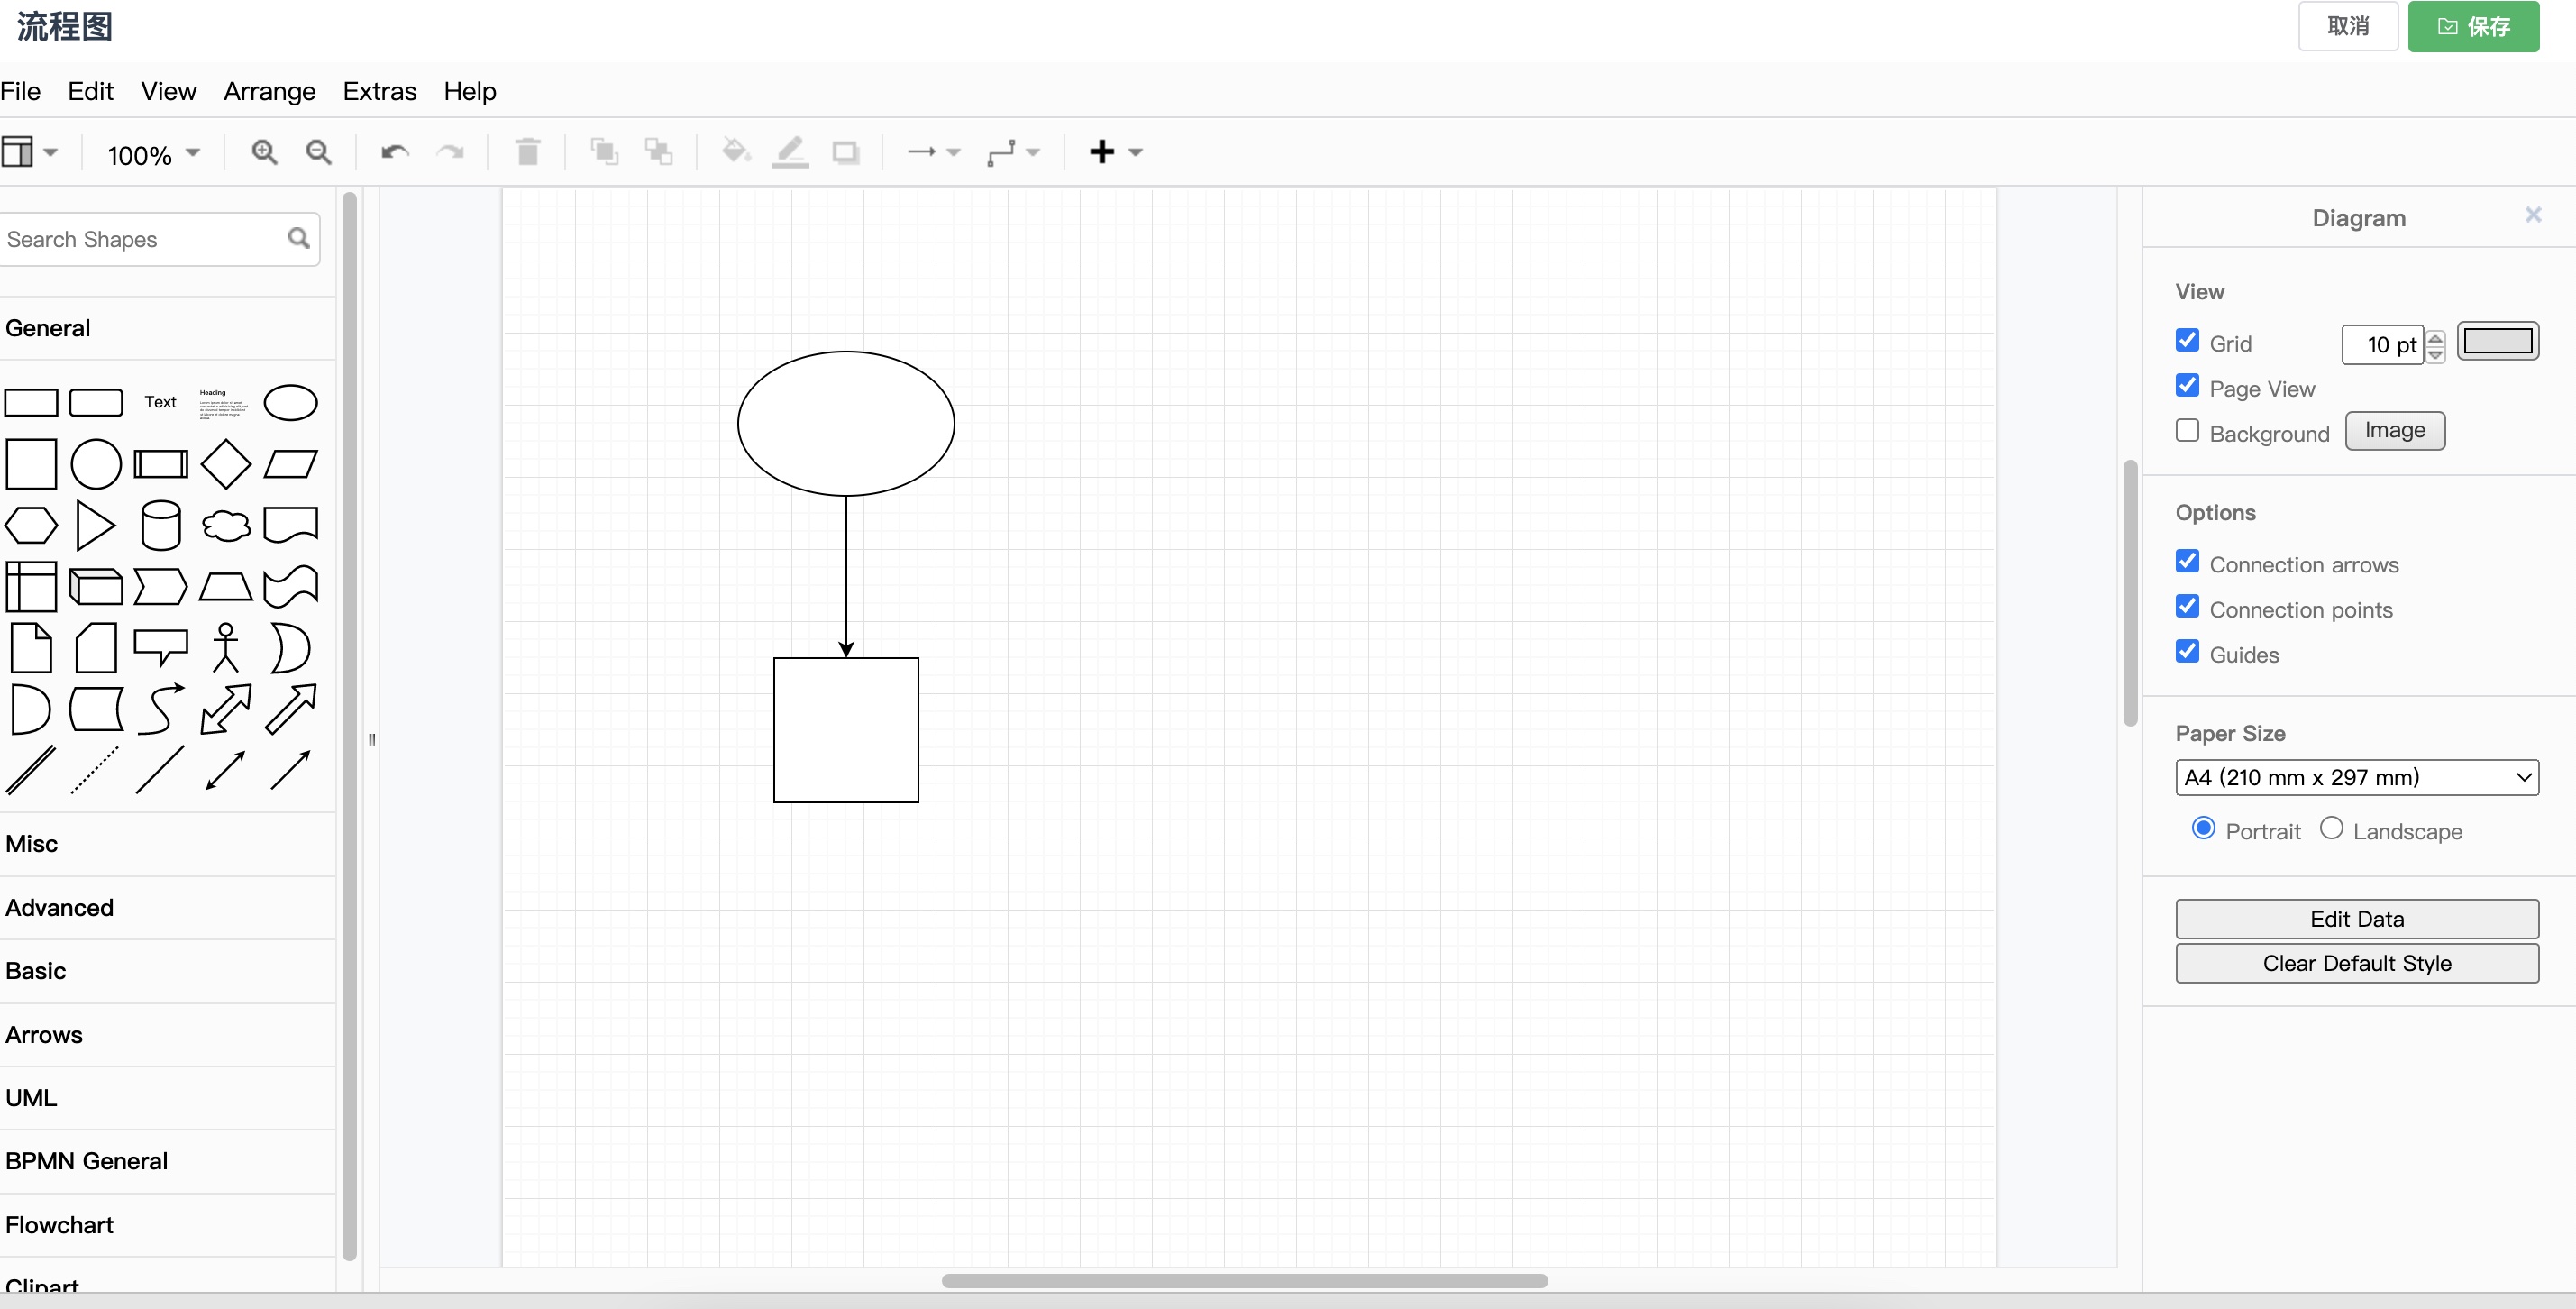 流程图
取消
保存
File Edit View Arrange Extras Help
100%
Search Shapes
General
Text
Heading
Misc
Advanced
Basic
Arrows
UML
BPMN General
Flowchart
Clipart
Diagram
View
Grid
10 pt
Page View
Background
Image
Options
Connection arrows
Connection points
Guides
Paper Size
A4 (210 mm x 297 mm)
Portrait Landscape
Edit Data
Clear Default Style